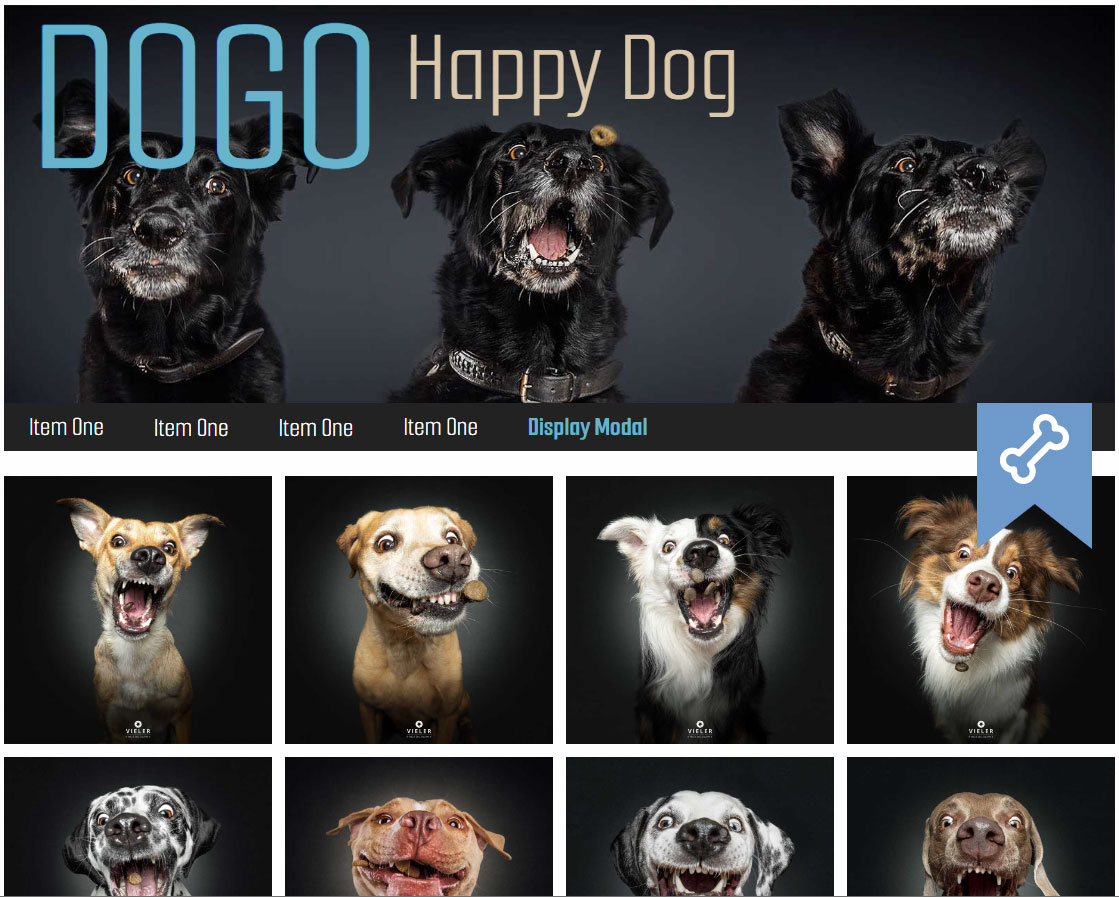 DOGO
Happy Dog
Item One
Item One
Item One
Item One
Display Modal
VIELER
VIELER
VIELER
VIELER